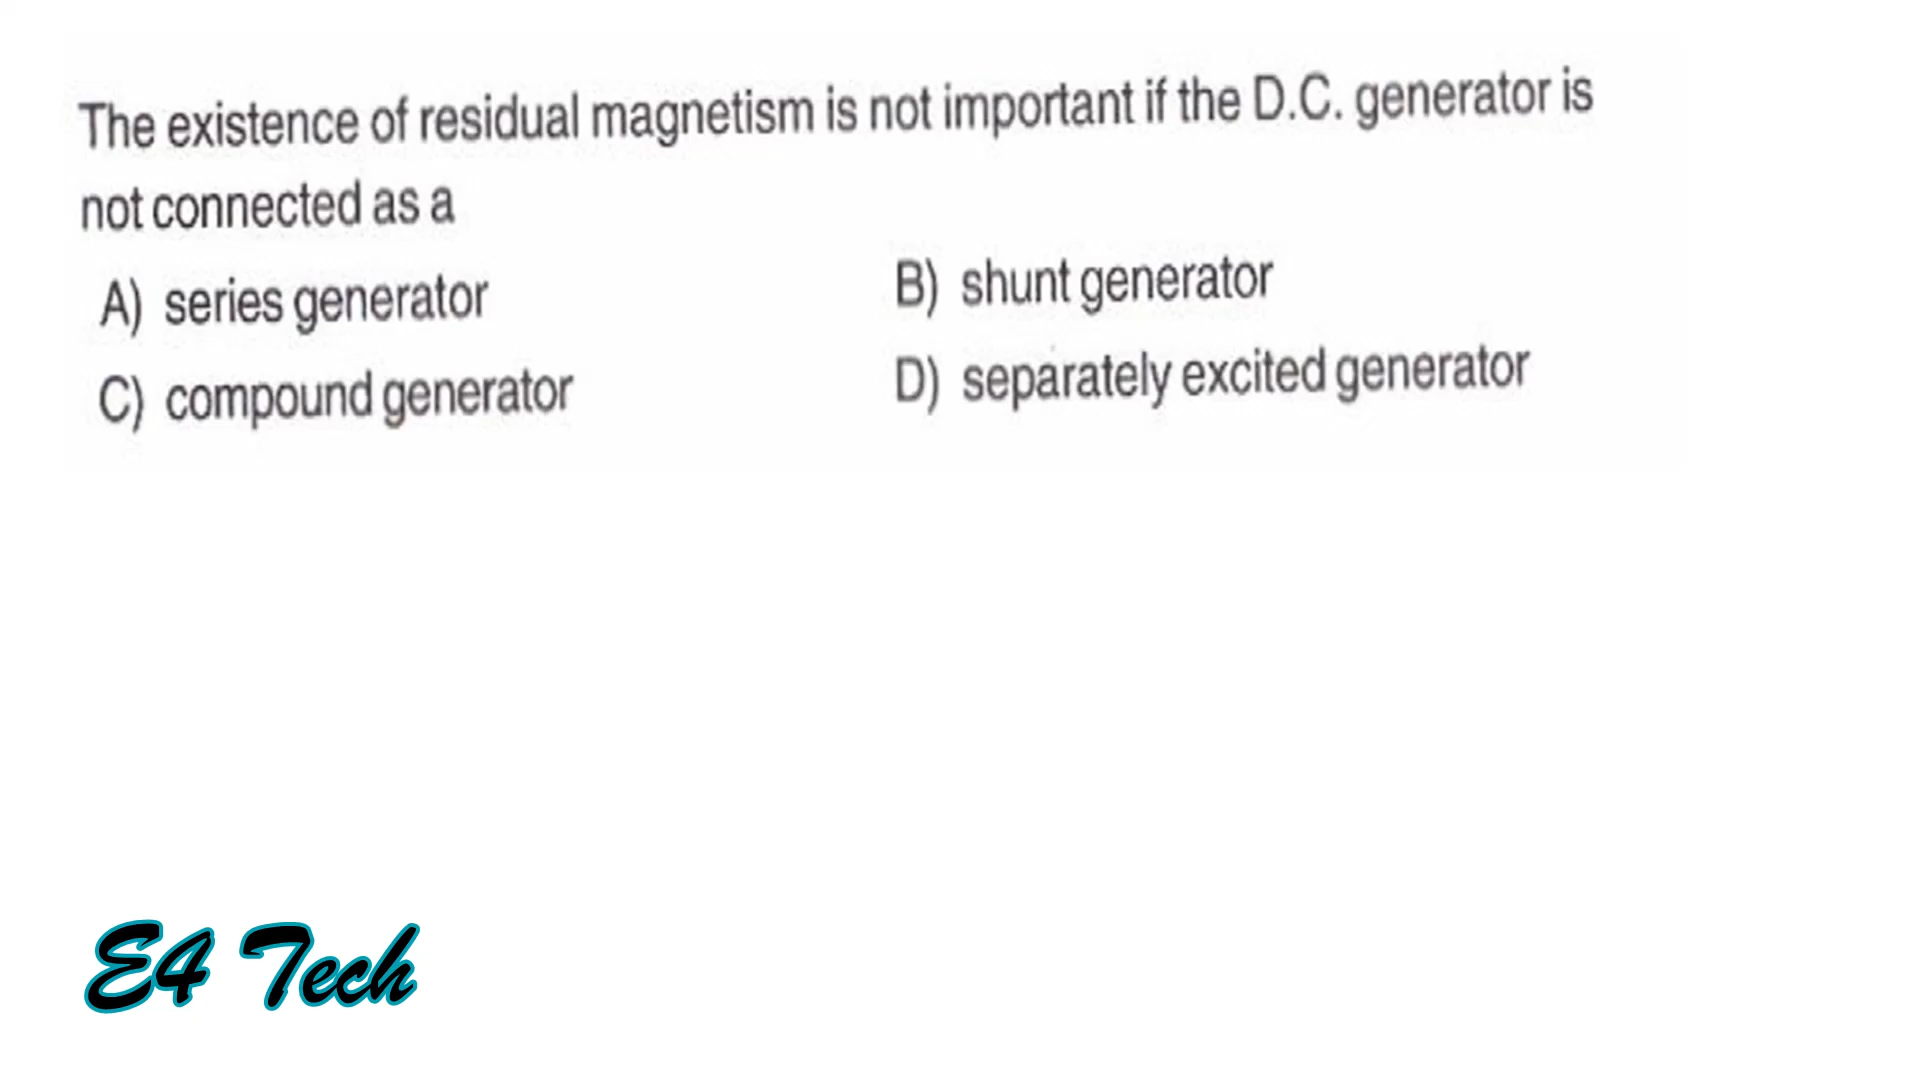 The existence of residual magnetism is not important if the D.C. generator is
not connected as a
A) series generator
B) shunt generator
C) compound generator
D) separately excited generator
E4 Tech